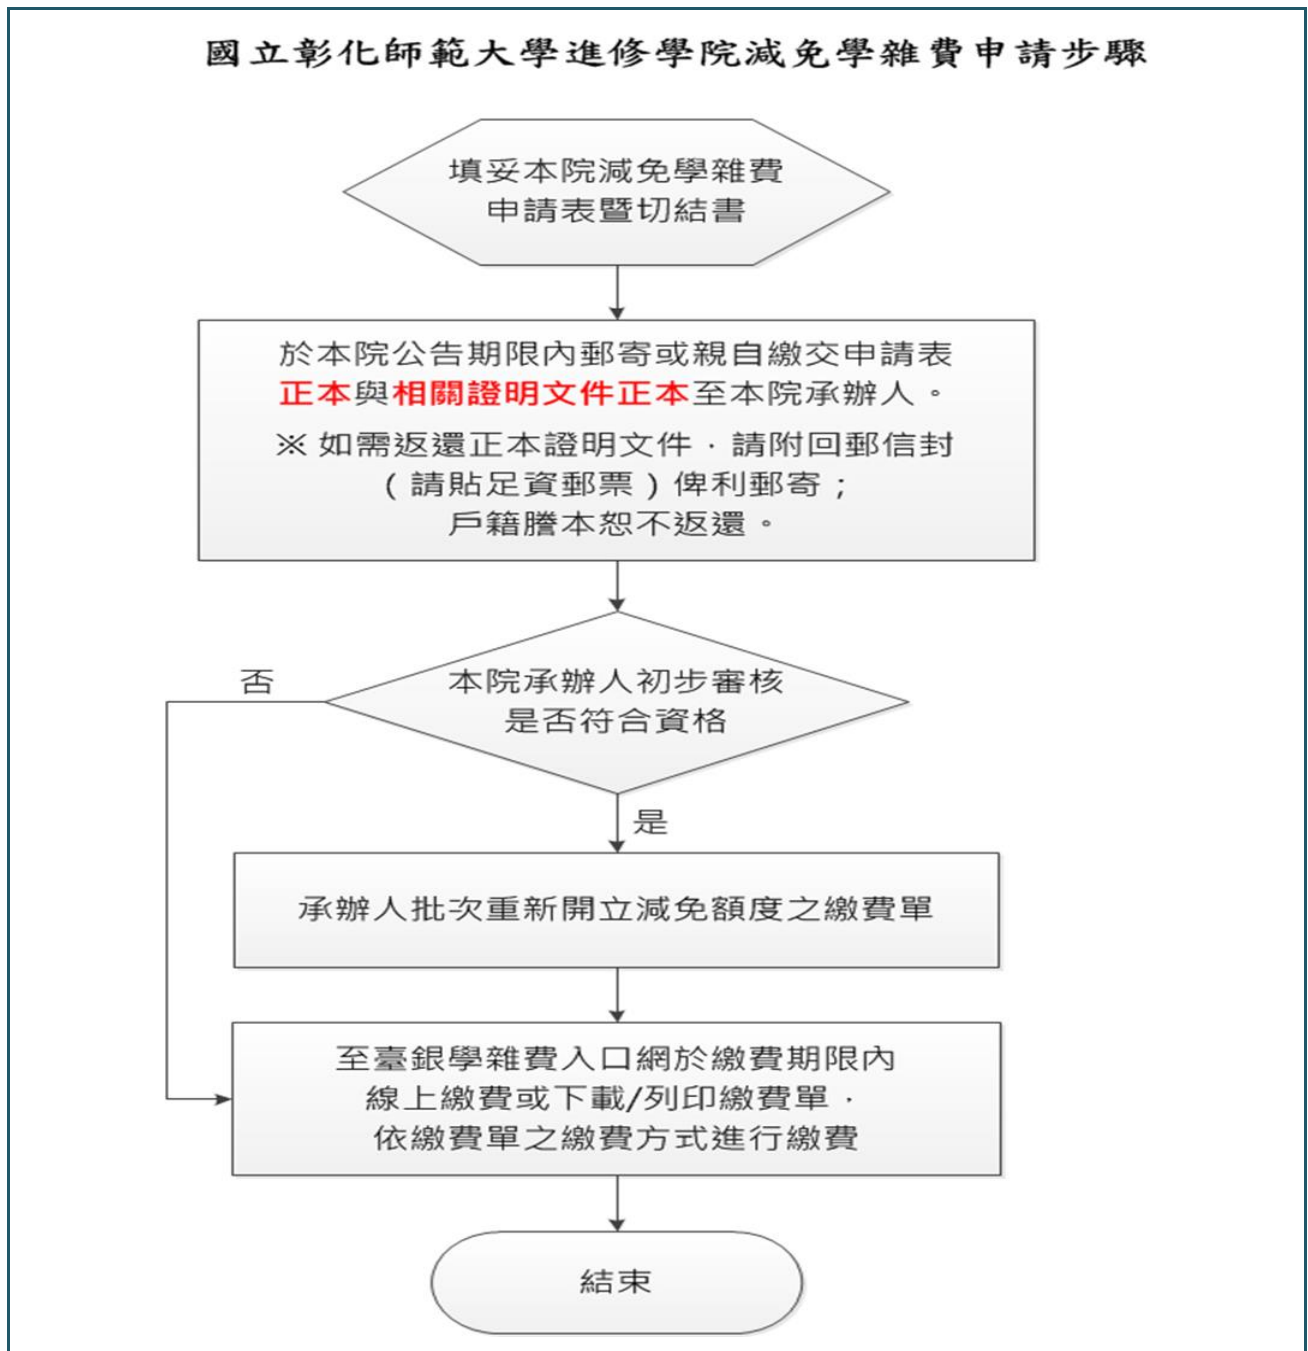 國立彰化師範大學進修學院減免學雜費申請步驟
填妥本院減免學雜費
申請表暨切結書
於本院公告期限內郵寄或親自繳交申請表
正本與相關證明文件正本至本院承辦人。
※ 如需返還正本證明文件，請附回郵信封
(請貼足資郵票)俾利郵寄；
戶籍謄本恕不返還。
本院承辦人初步審核
是否符合資格
否
是
承辦人批次重新開立減免額度之繳費單
至臺銀學雜費入口網於繳費期限內
線上繳費或下載/列印繳費單，
依繳費單之繳費方式進行繳費
結束